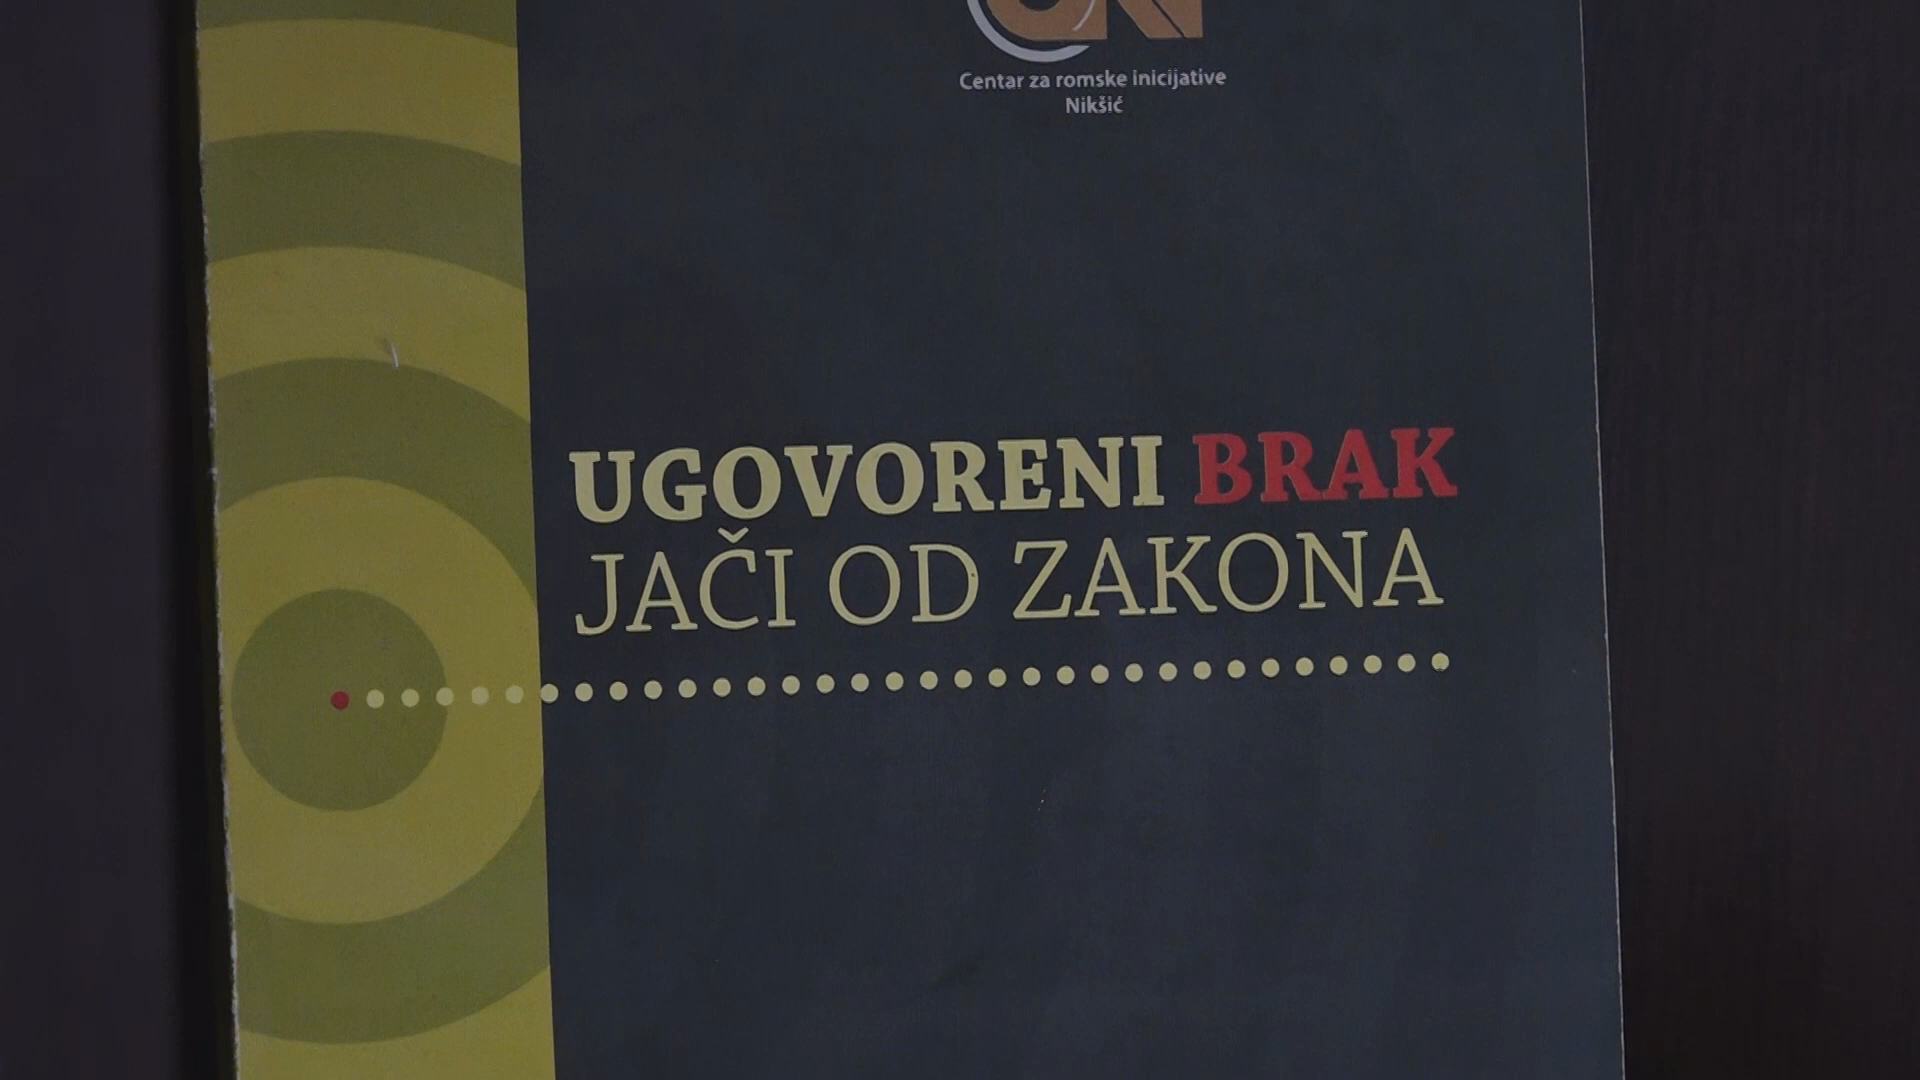 Centar za romske inicijative
Nikšić
UGOVORENI BRAK
JAČI OD ZAKONA